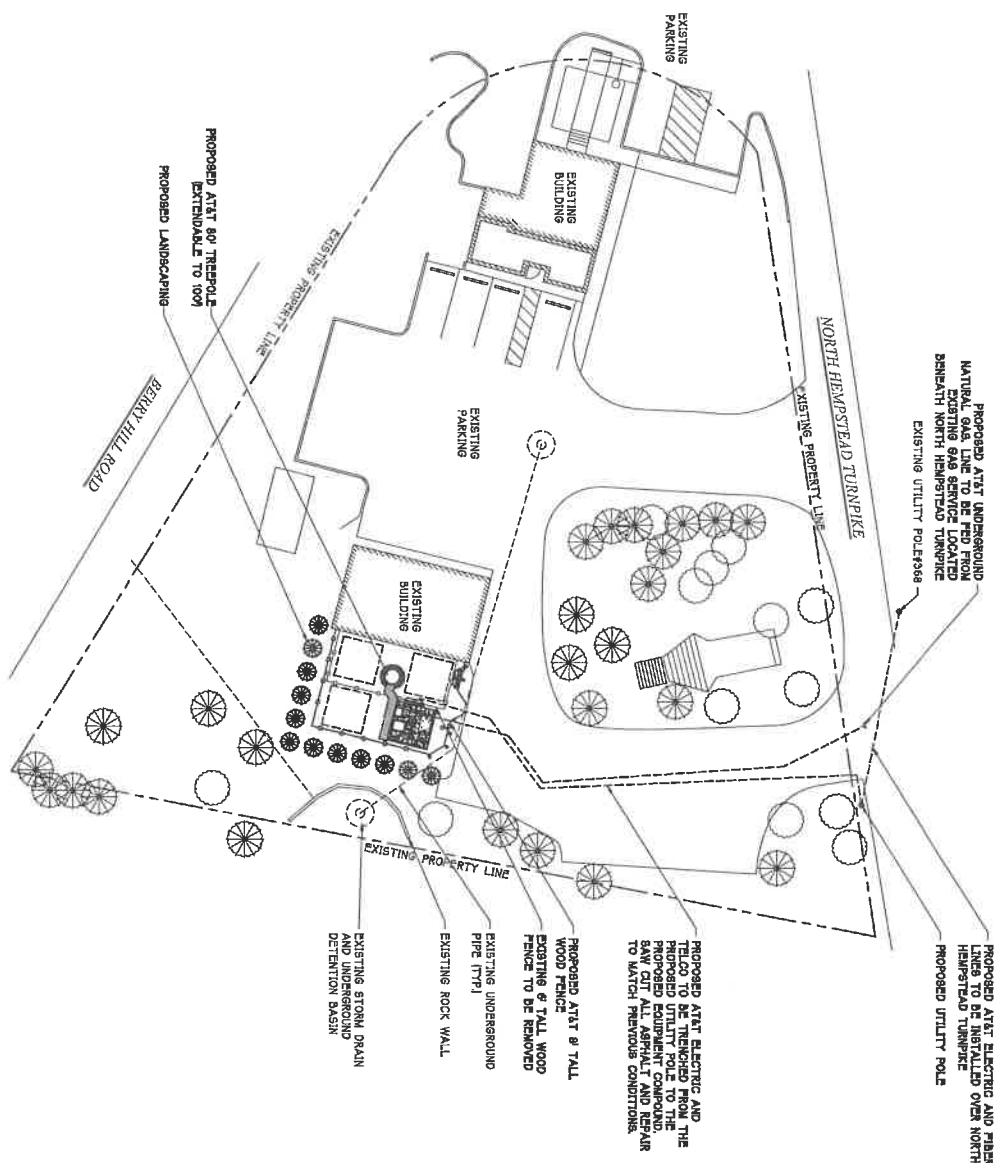 EXISTING
PARKING
NORTH HEMPSTEAD TURNPIKE
EXISTING PROPERTY LINE
PROPOSED AT&T UNDERGROUND
NATURAL GAS LINE TO BE FED FROM
EXISTING GAS SERVICE LOCATED
BENEATH NORTH HEMPSTEAD TURNPIKE
EXISTING UTILITY POLE#368
PROPOSED AT&T ELECTRIC AND FIBER
LINES TO BE INSTALLED OVER NORTH
HEMPSTEAD TURNPIKE
PROPOSED UTILITY POLE
EXISTING
BUILDING
EXISTING
PARKING
EXISTING
BUILDING
EXISTING PROPERTY LINE
BERRY HILL ROAD
PROPOSED AT&T 80' TREEPOLE
(EXTENDABLE TO 100')
PROPOSED LANDSCAPING
EXISTING PROPERTY LINE
PROPOSED AT&T ELECTRIC AND
TELCO TO BE TRENCHED FROM THE
PROPOSED UTILITY POLE TO THE
PROPOSED EQUIPMENT COMPOUND.
SAW CUT ALL ASPHALT AND REPAIR
TO MATCH PREVIOUS CONDITIONS.
PROPOSED AT&T 8' TALL
WOOD FENCE
EXISTING 6' TALL WOOD
FENCE TO BE REMOVED
EXISTING UNDERGROUND
PIPE (TYP.)
EXISTING ROCK WALL
EXISTING STORM DRAIN
AND UNDERGROUND
DETENTION BASIN